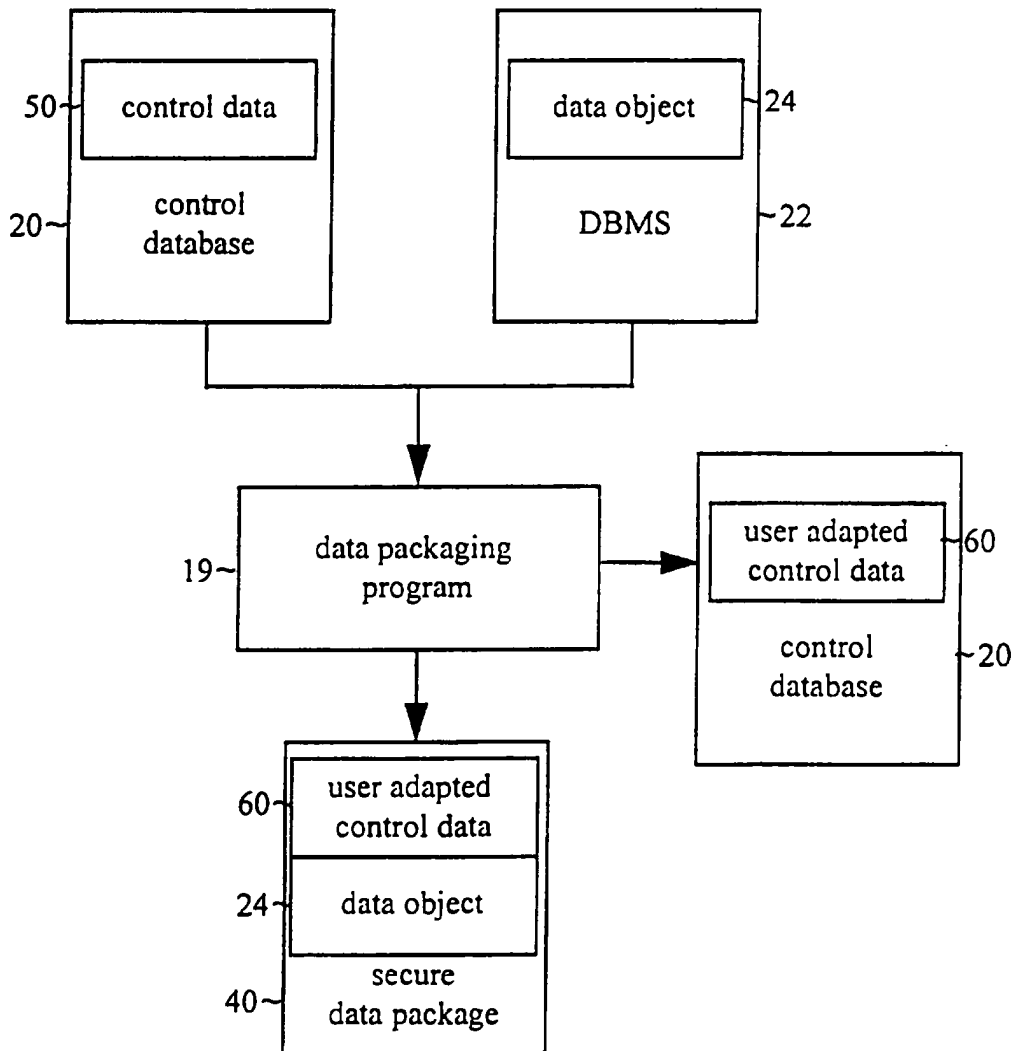 50 control data
data object 24
20 control
database
DBMS 22
19 data packaging
program
user adapted 60
control data
control 20
database
60 user adapted
control data
24 data object
secure
40 data package